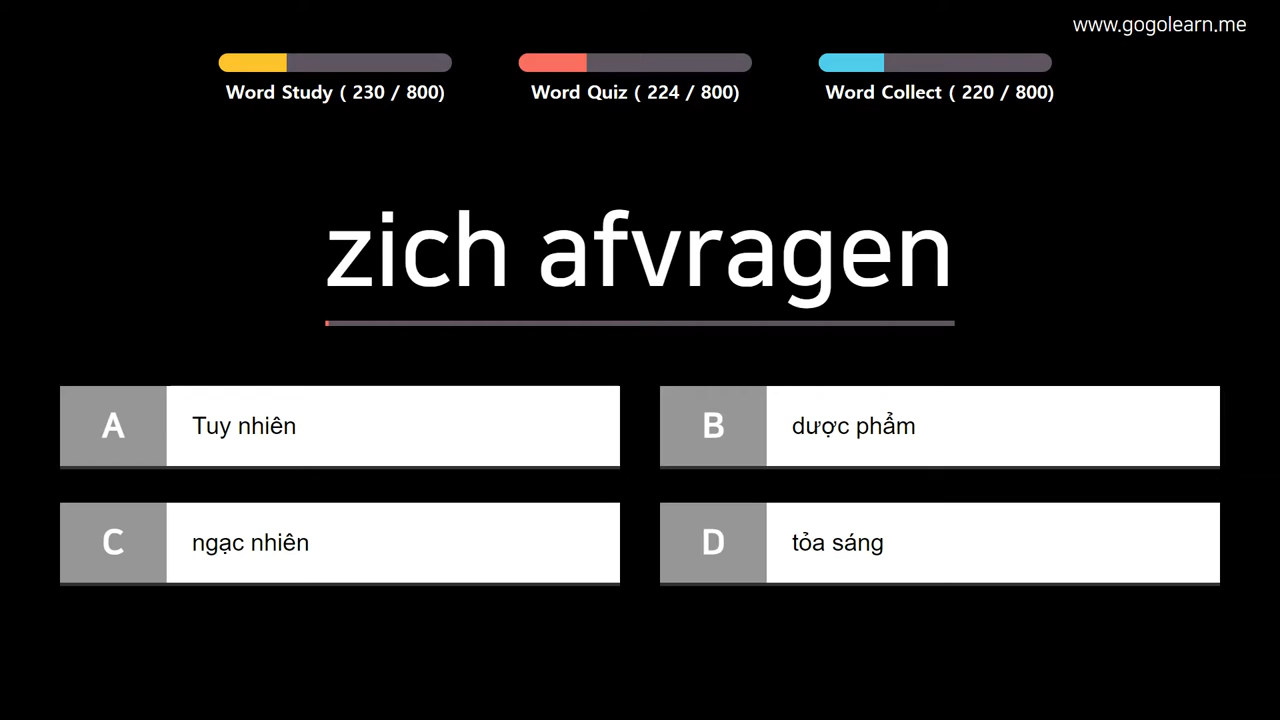 www.gogolearn.me
Word Study ( 230 / 800)
Word Quiz ( 224 / 800)
Word Collect ( 220 / 800)
zich afvragen
A Tuy nhiên
B dược phẩm
C ngạc nhiên
D tỏa sáng